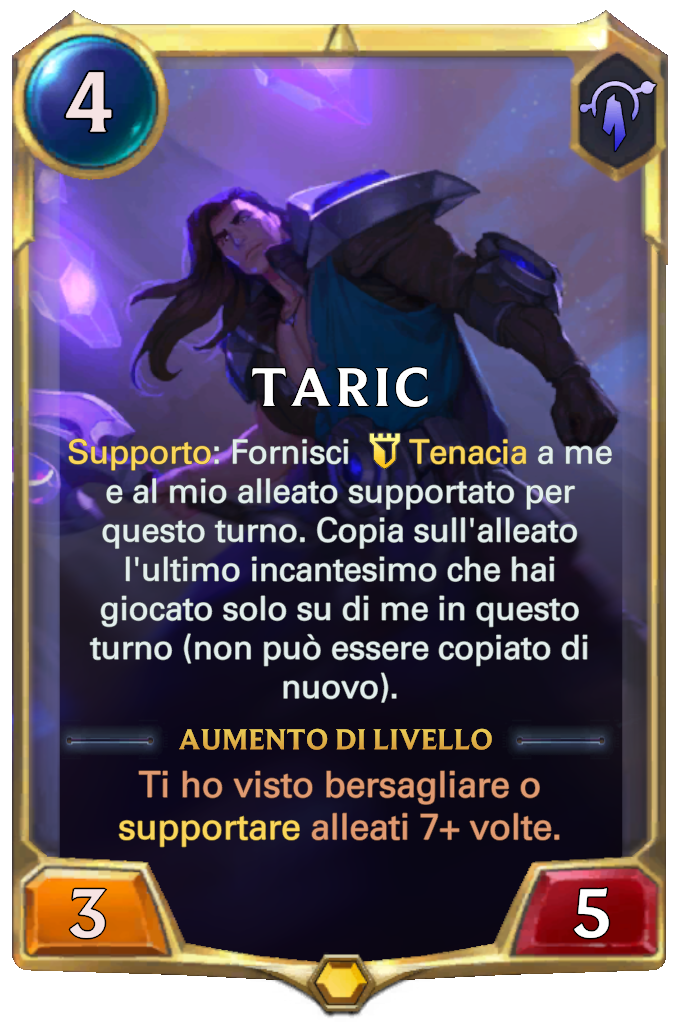 4
TARIC
Supporto: Fornisci Tenacia a me
e al mio alleato supportato per
questo turno. Copia sull'alleato
l'ultimo incantesimo che hai
giocato solo su di me in questo
turno (non può essere copiato di
nuovo).
AUMENTO DI LIVELLO
Ti ho visto bersagliare o
supportare alleati 7+ volte.
3
5